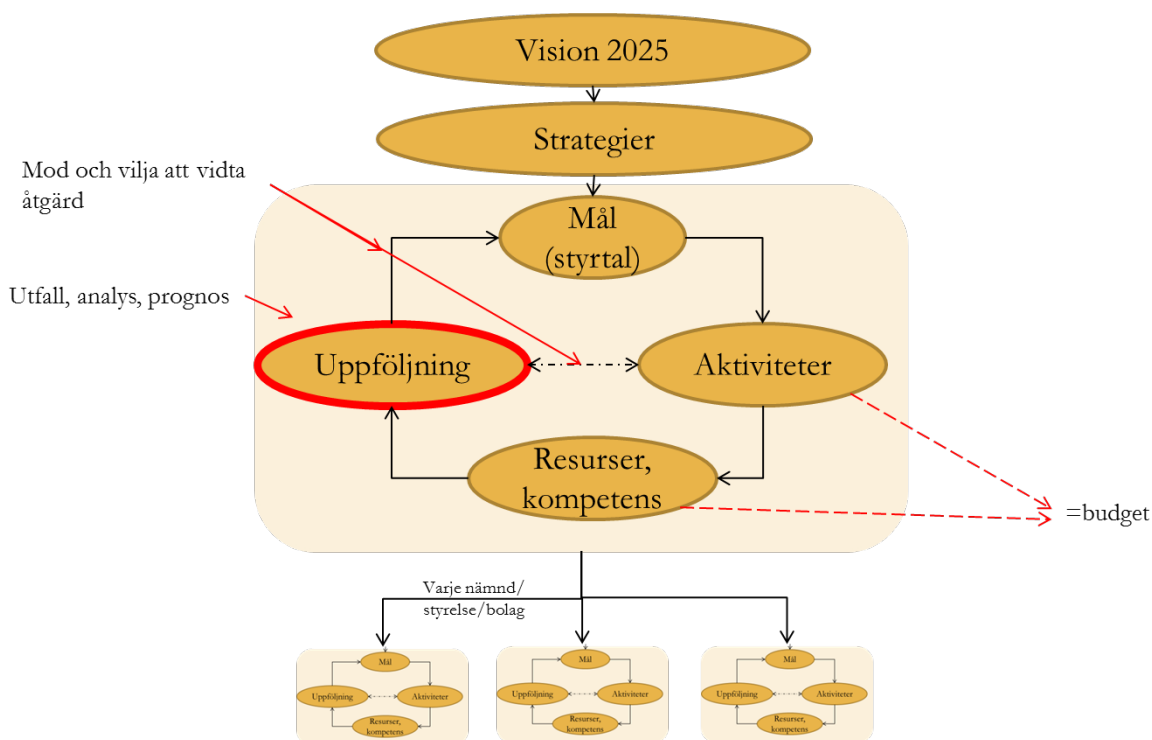 Vision 2025
Strategier
Mod och vilja att vidta
åtgärd
Mål
(styrtal)
Utfall, analys, prognos
Uppföljning
Aktiviteter
Resurser,
kompetens
=budget
Varje nämnd/
styrelse/bolag
Mål
Uppföljning
Aktiviteter
Resurser,
kompetens
Mål
Uppföljning
Aktiviteter
Resurser,
kompetens
Mål
Uppföljning
Aktiviteter
Resurser,
kompetens